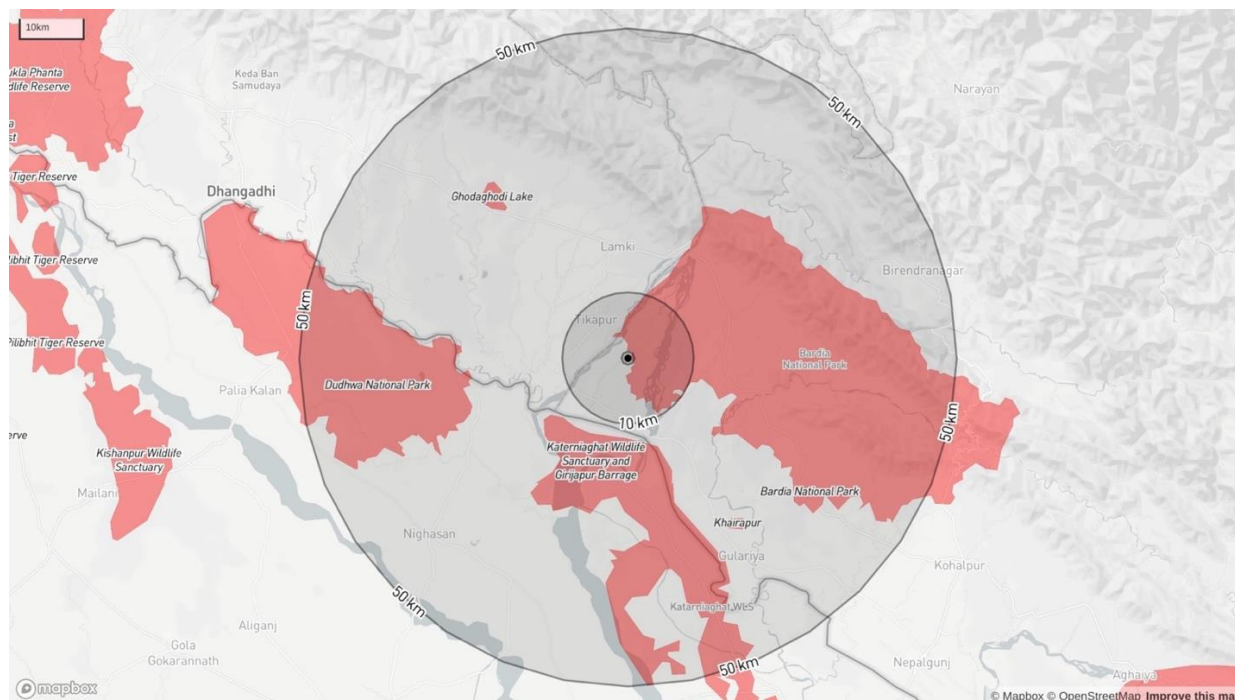 10km
50 km
50 km
ukla Phanta
dlife Reserve
Keda Ban
Samudaya
Narayan
a
st
Tiger Reserve
Dhangadhi
Ghodaghodi Lake
Lamki
ilibhit Tiger Reserve
Birendranagar
50 km
Tikapur
Pilibhit Tiger Reserve
Bardia
National Park
Palia Kalan
Dudhwa National Park
10 km
50 km
erve
Kishanpur Wildlife
Sanctuary
Katerniaghat Wildlife
Sanctuary and
Girijapur Barrage
Mailani
Bardia National Park
Nighasan
Khairapur
Gulariya
Kohalpur
50 km
Katarniaghat WLS
Aliganj
Gola
Gokarannath
50 km
Nepalgunj
Aghaiya
mapbox
© Mapbox © OpenStreetMap Improve this ma